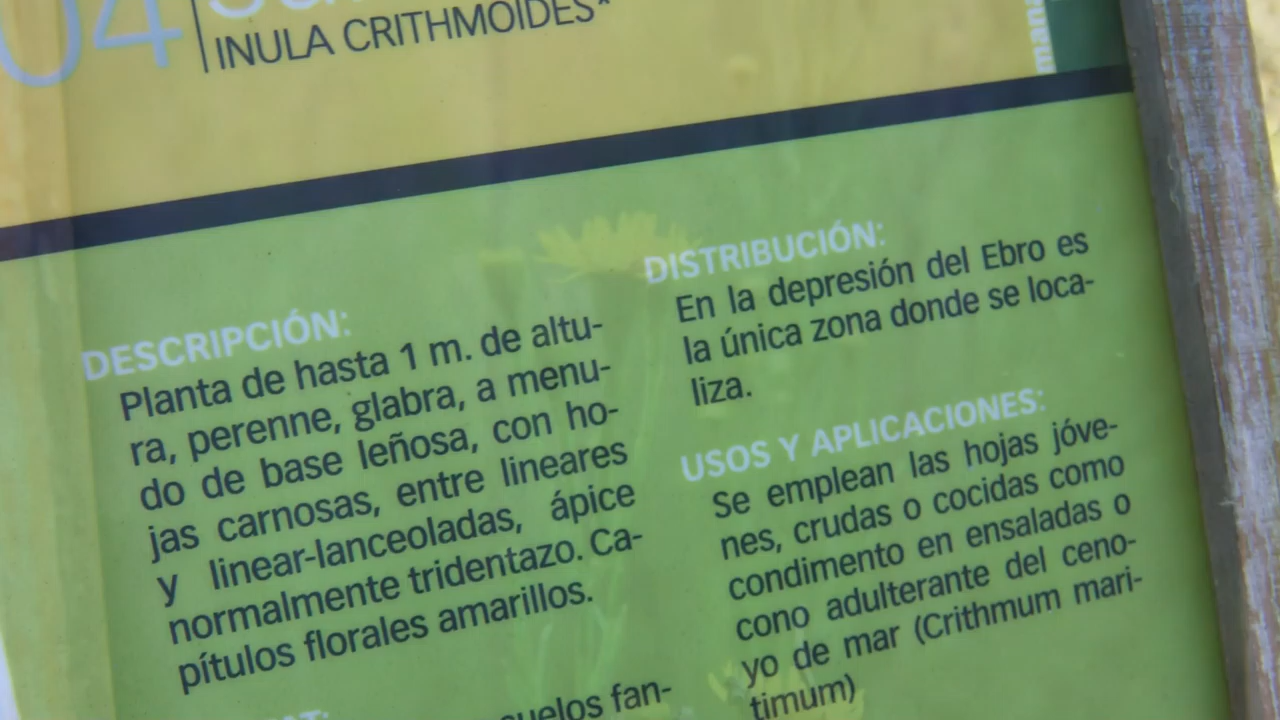 04
INULA CRITHMOIDES*
DESCRIPCIÓN:
Planta de hasta 1 m. de altu-
ra, perenne, glabra, a menu-
do de base leñosa, con ho-
jas carnosas, entre lineares
y linear-lanceoladas, ápice
normalmente tridentazo. Ca-
pítulos florales amarillos.
suelos fan-
DISTRIBUCIÓN:
En la depresión del Ebro es
la única zona donde se loca-
liza.
USOS Y APLICACIONES:
Se emplean las hojas jóve-
nes, crudas o cocidas como
condimento en ensaladas o
cono adulterante del ceno-
yo de mar (Crithmum mari-
timum)